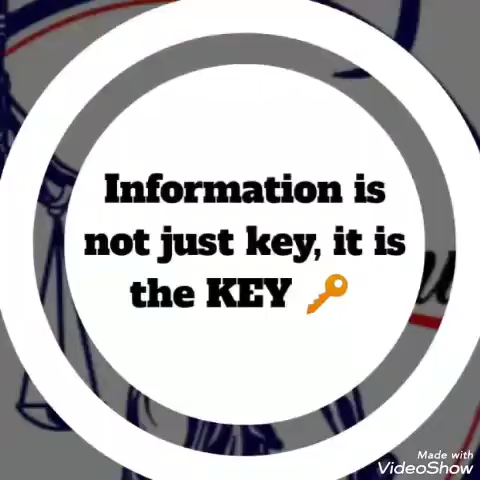 Information is
not just key, it is
the KEY 🔑
Made with
VideoShow